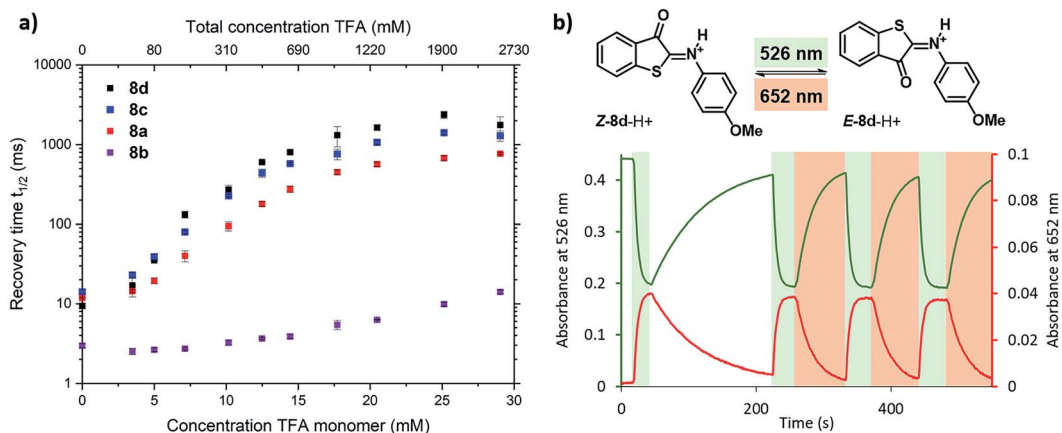 a)
Total concentration TFA (mM)
0 80 310 690 1220 1900 2730
10000
1000
100
10
1
Recovery time t1/2 (ms)
8d
8c
8a
8b
0 5 10 15 20 25 30
Concentration TFA monomer (mM)
b)
O
H
N
+
S
OMe
Z-8d-H+
526 nm
652 nm
S
H
N
+
O
OMe
E-8d-H+
Absorbance at 526 nm
0.4
0.3
0.2
0.1
0
0.1
0.08
0.06
0.04
0.02
0
Absorbance at 652 nm
0 200 400
Time (s)